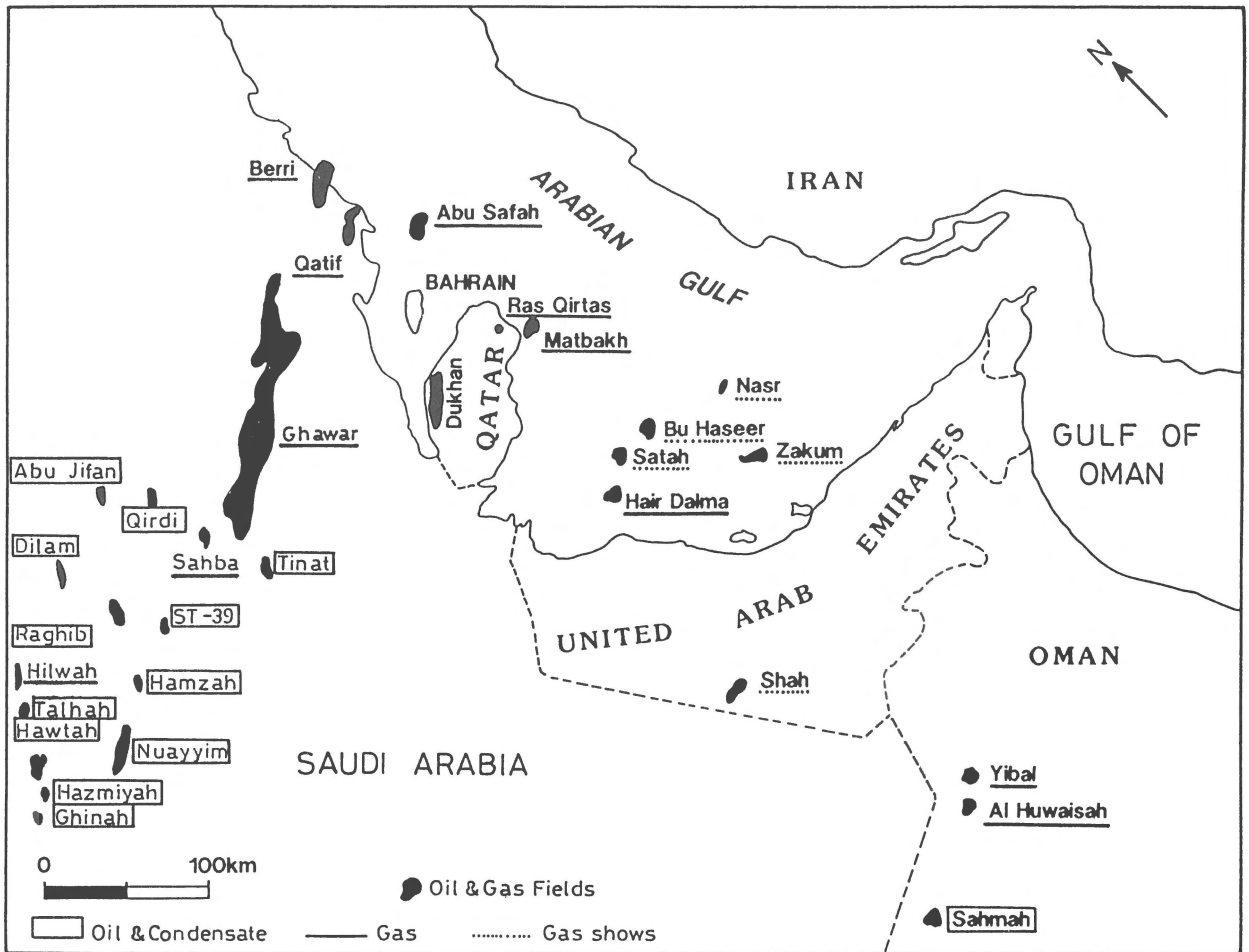 N
IRAN
Berri
ARABIAN
GULF
Abu Safah
Qatif
BAHRAIN
Ras Qirtas
Matbakh
Dukhan
QATAR
Nasr
Ghawar
Bu Haseer
Satah
Zakum
GULF OF
OMAN
Abu Jifan
Qirdi
Hair Dalma
EMIRATES
Dilam
Sahba
Tinat
ST-39
UNITED
ARAB
Raghib
OMAN
Hilwah
Hamzah
Shah
Talhah
Hawtah
Nuayyim
SAUDI ARABIA
Yibal
Hazmiyah
Al Huwaisah
Ghinah
0 100km
Oil & Gas Fields
Sahmah
Oil & Condensate Gas Gas shows